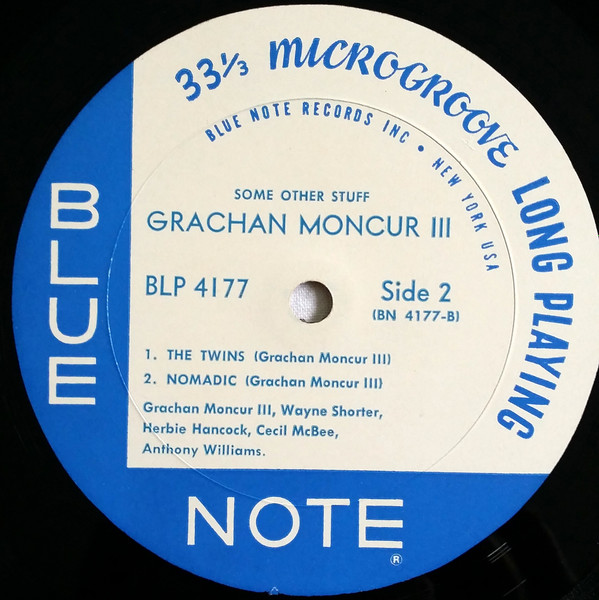 33⅓ MICROGROOVE LONG PLAYING
BLUE NOTE RECORDS INC • NEW YORK USA
BLUE
SOME OTHER STUFF
GRACHAN MONCUR III
BLP 4177
Side 2
(BN 4177-B)
1. THE TWINS (Grachan Moncur III)
2. NOMADIC (Grachan Moncur III)
Grachan Moncur III, Wayne Shorter,
Herbie Hancock, Cecil McBee,
Anthony Williams.
NOTE
®